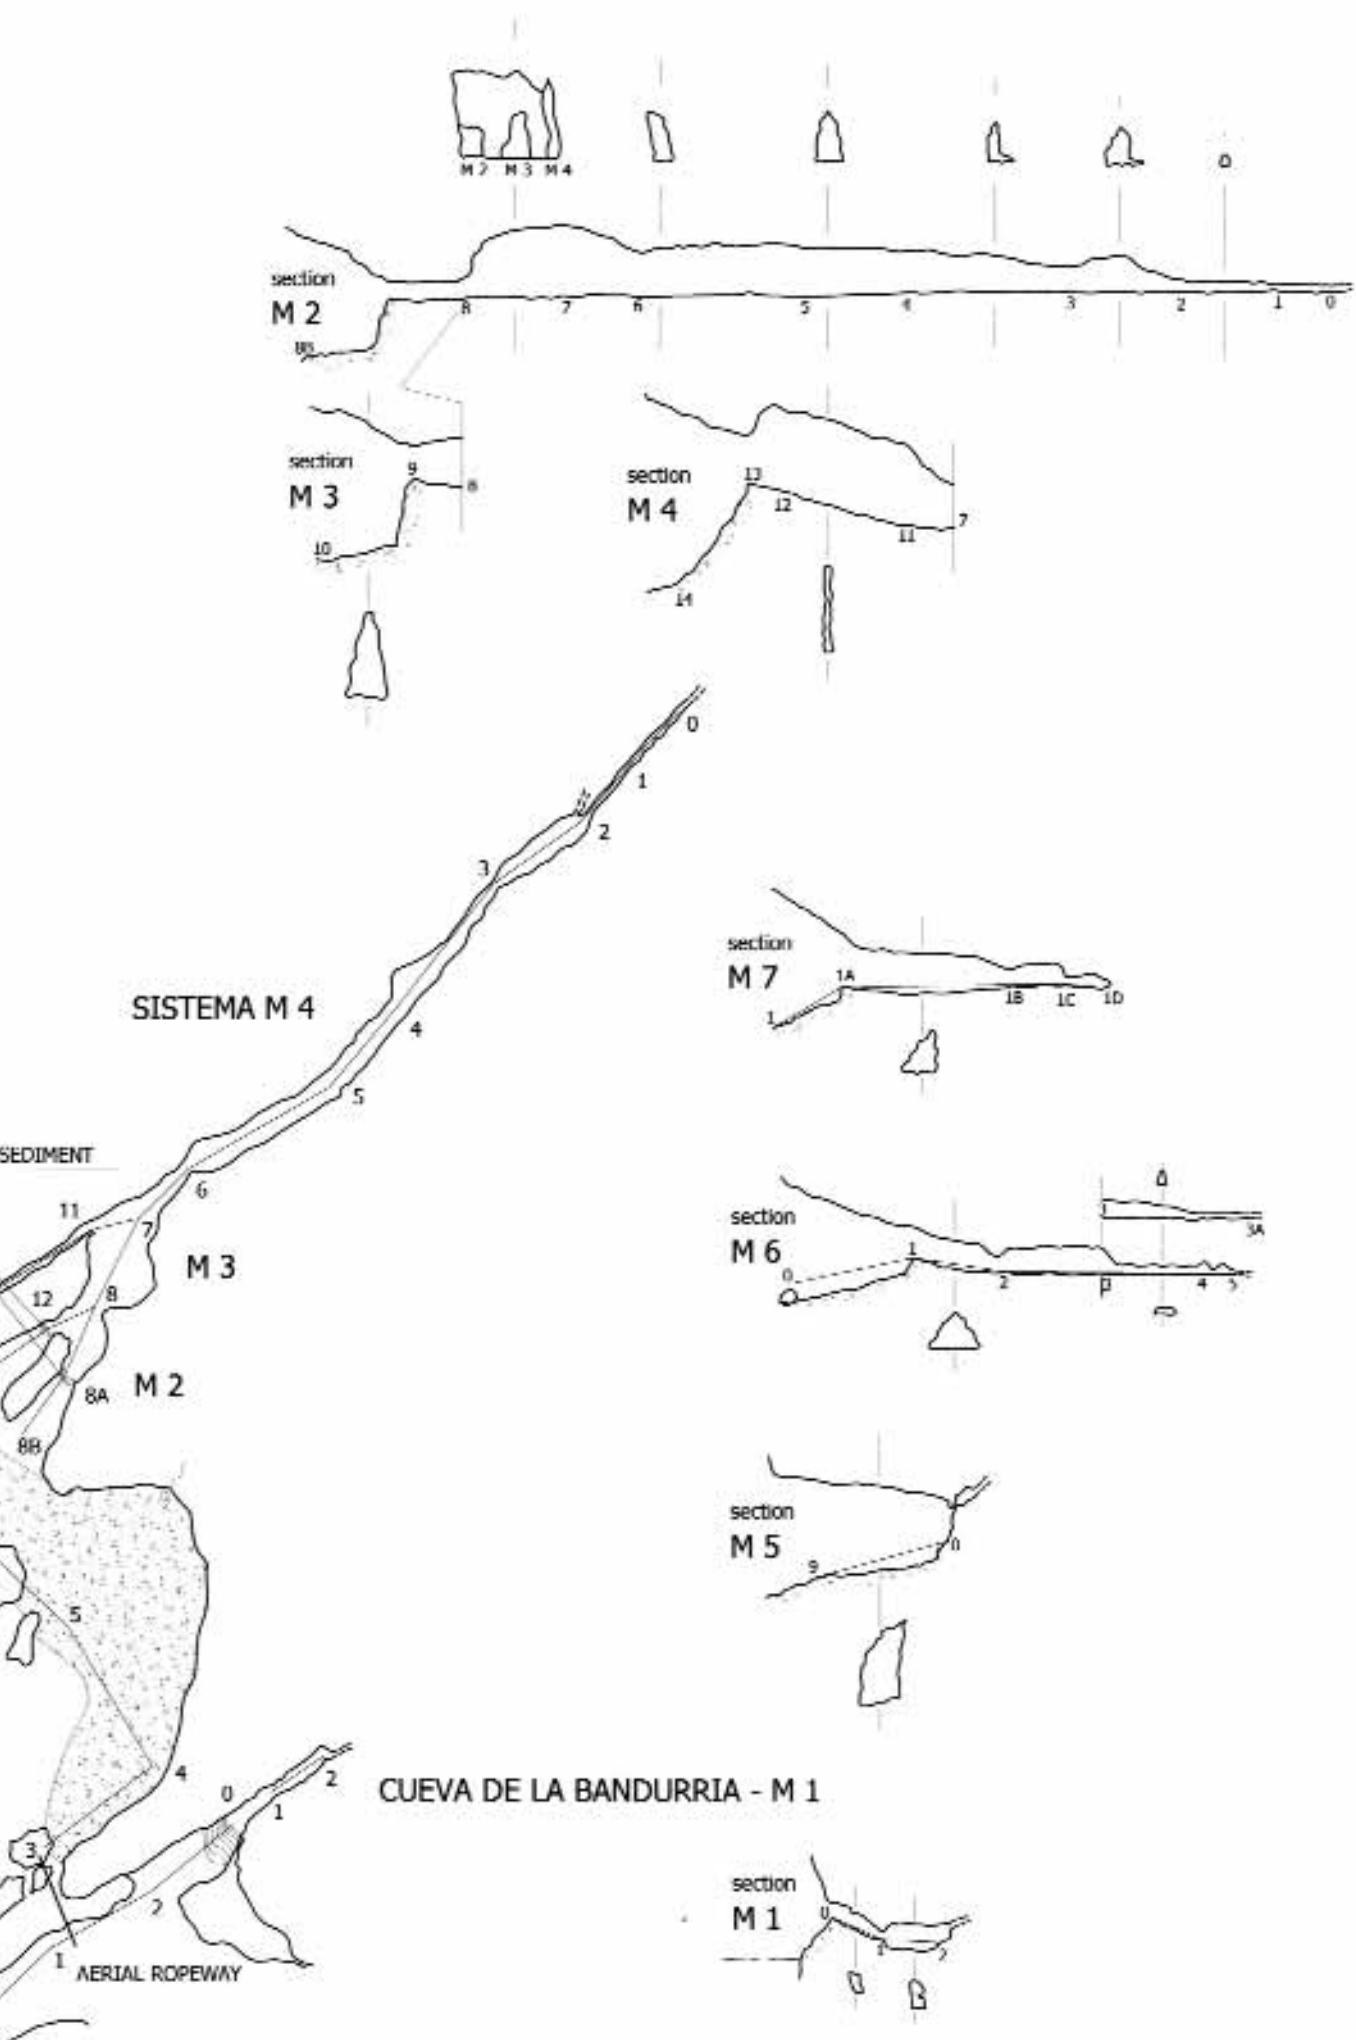 M 2 M 3 M 4
section
M 2
8 7 6 5 4 3 2 1 0
8B
section
M 3
9
8
10
section
M 4
13
12
11
7
14
0
1
2
3
SISTEMA M 4
4
5
section
M 7
1A
1
1B 1C 1D
SEDIMENT
6
11
7
M 3
12
8
section
M 6
0
1
2
3
4 5
3A
8A M 2
8B
section
M 5
9
0
5
4
CUEVA DE LA BANDURRIA - M 1
0
1
2
3
2
1
AERIAL ROPEWAY
section
M 1
0
1
2